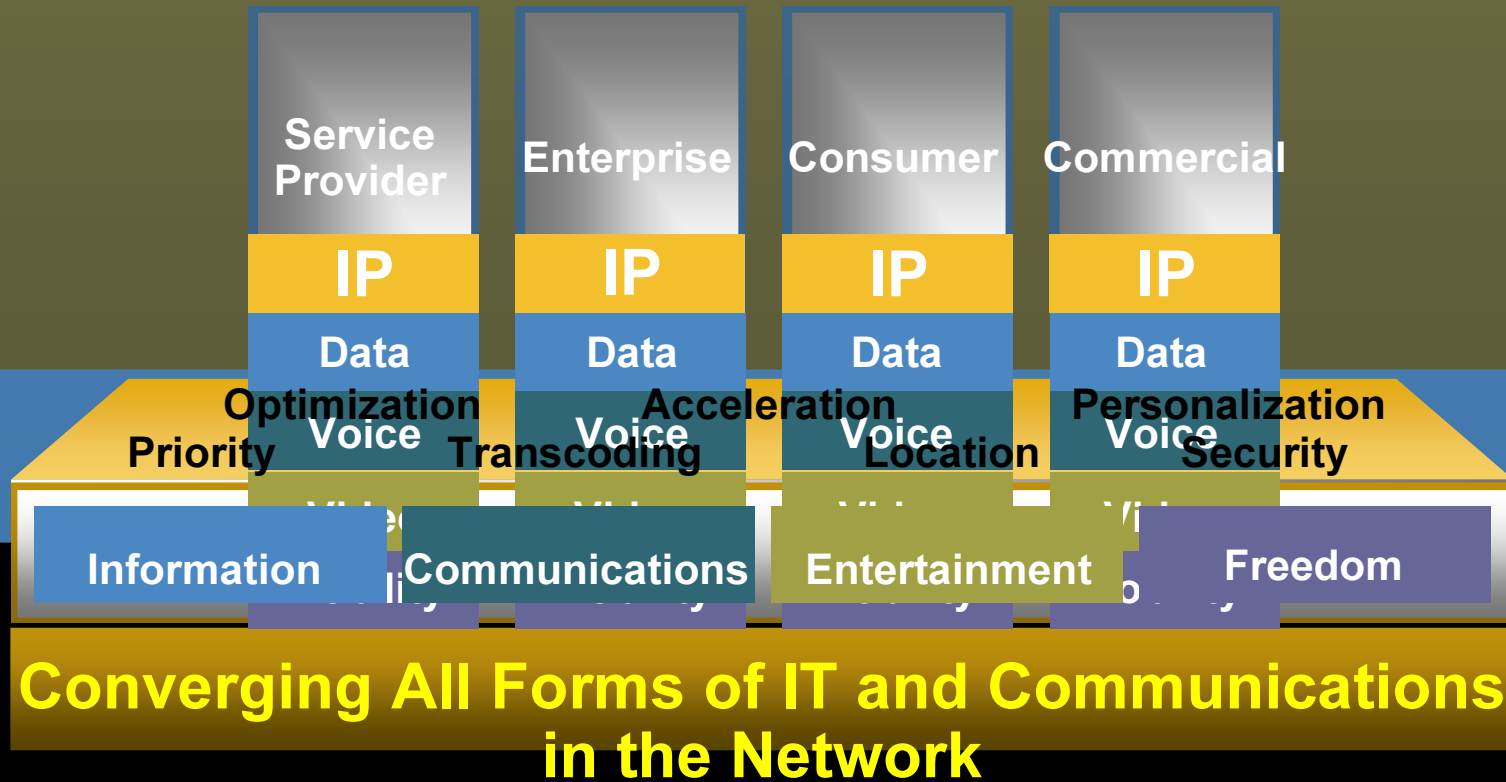 Service
Provider
Enterprise
Consumer
Commercial
IP
IP
IP
IP
Data
Data
Data
Data
Optimization
Acceleration
Personalization
Voice
Voice
Voice
Voice
Priority
Transcoding
Location
Security
Information
Communications
Entertainment
Freedom
Converging All Forms of IT and Communications
in the Network